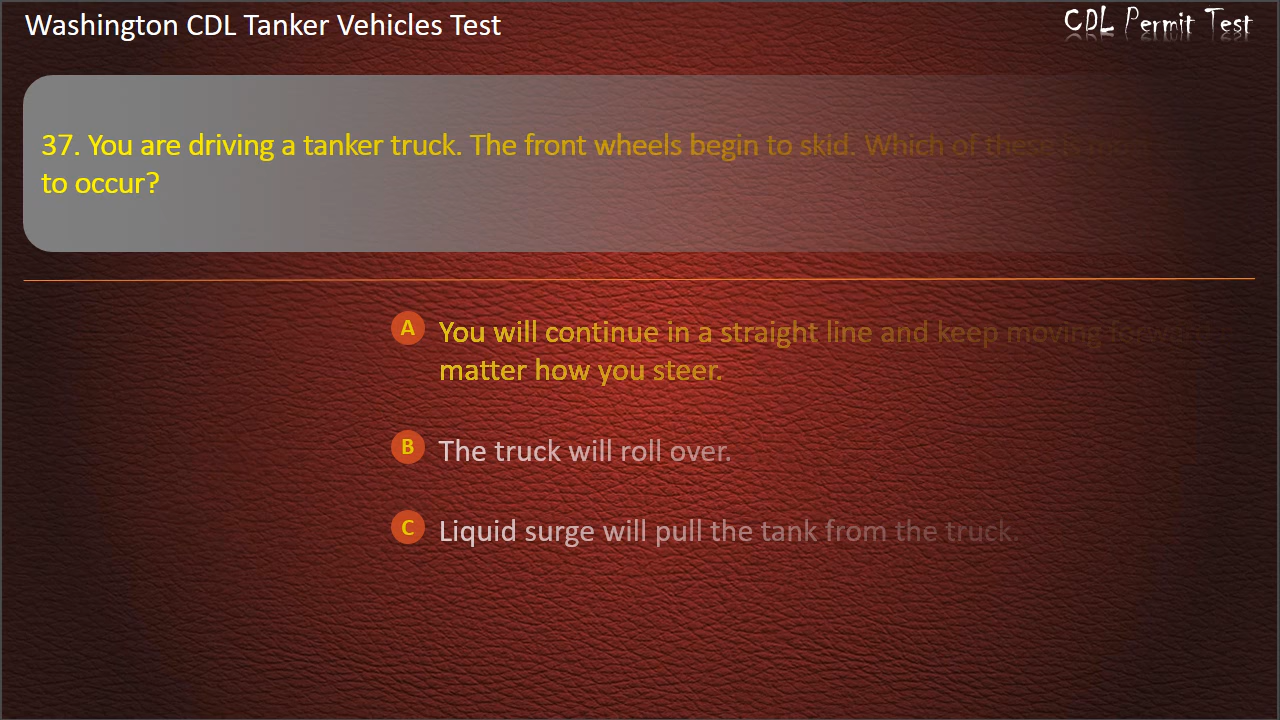 Washington CDL Tanker Vehicles Test
CDL Permit Test
37. You are driving a tanker truck. The front wheels begin to skid. Which of these is
to occur?
A You will continue in a straight line and keep moving
matter how you steer.
B The truck will roll over.
C Liquid surge will pull the tank from the truck.